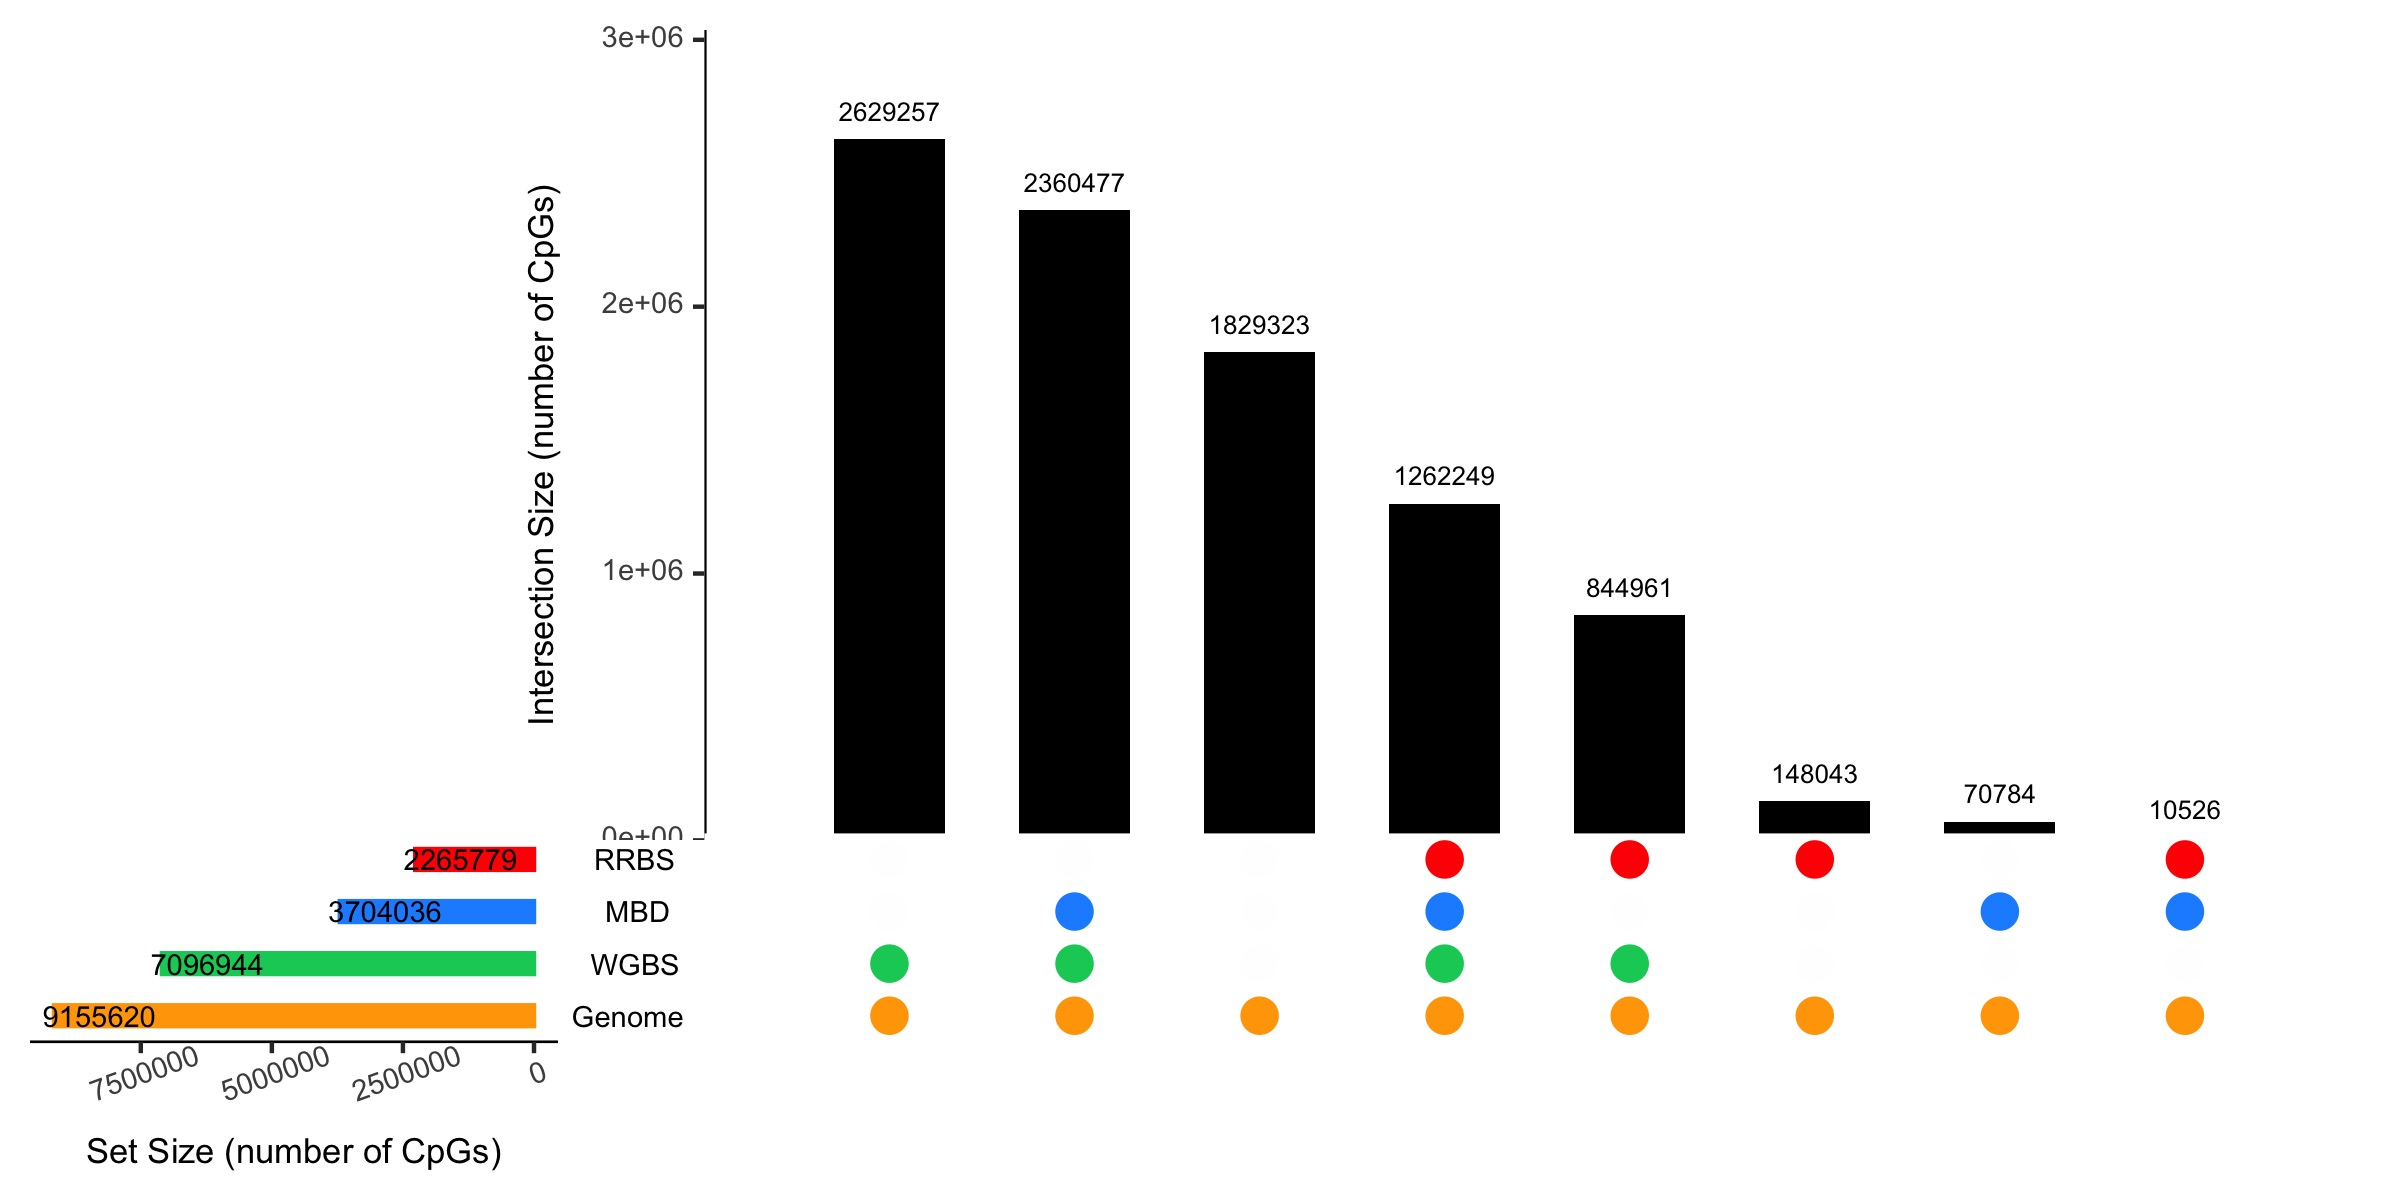 3e+06
2e+06
1e+06
0e+00
Intersection Size (number of CpGs)
2629257
2360477
1829323
1262249
844961
148043
70784
10526
2265779 RRBS
3704036 MBD
7096944 WGBS
9155620 Genome
7500000 5000000 2500000 0
Set Size (number of CpGs)